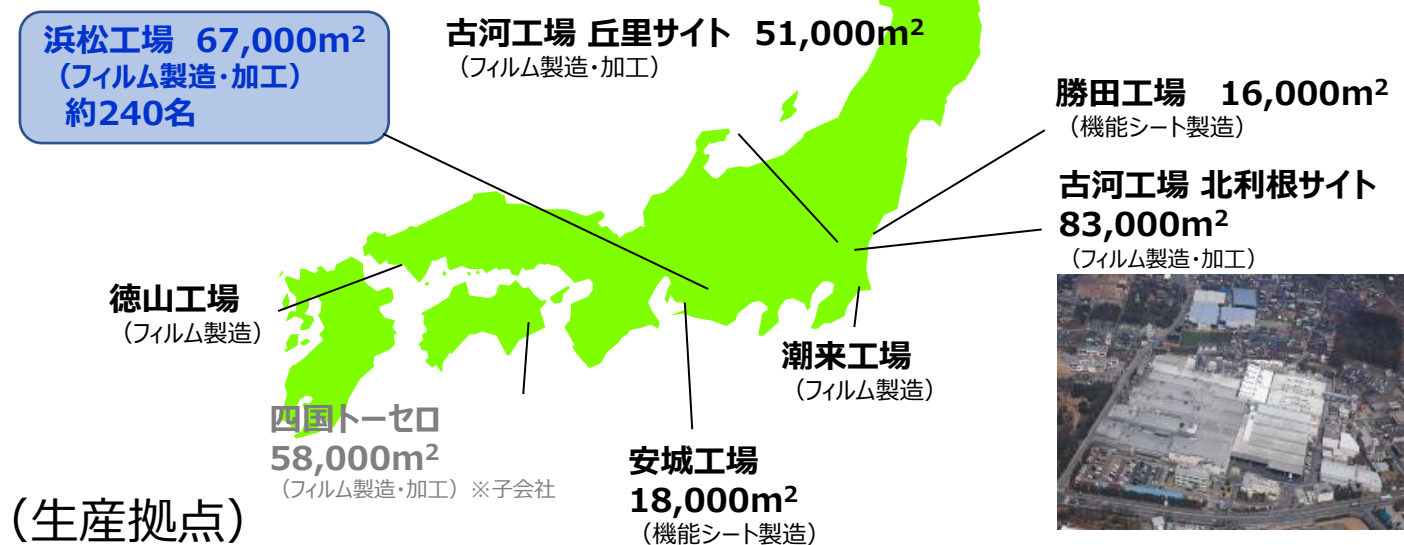 浜松工場 67,000m²
（フィルム製造・加工）
約240名
古河工場 丘里サイト 51,000m²
（フィルム製造・加工）
勝田工場 16,000m²
（機能シート製造）
古河工場 北利根サイト
83,000m²
（フィルム製造・加工）
徳山工場
（フィルム製造）
潮来工場
（フィルム製造）
四国トーセロ
58,000m²
（フィルム製造・加工）※子会社
安城工場
18,000m²
（機能シート製造）
（生産拠点）